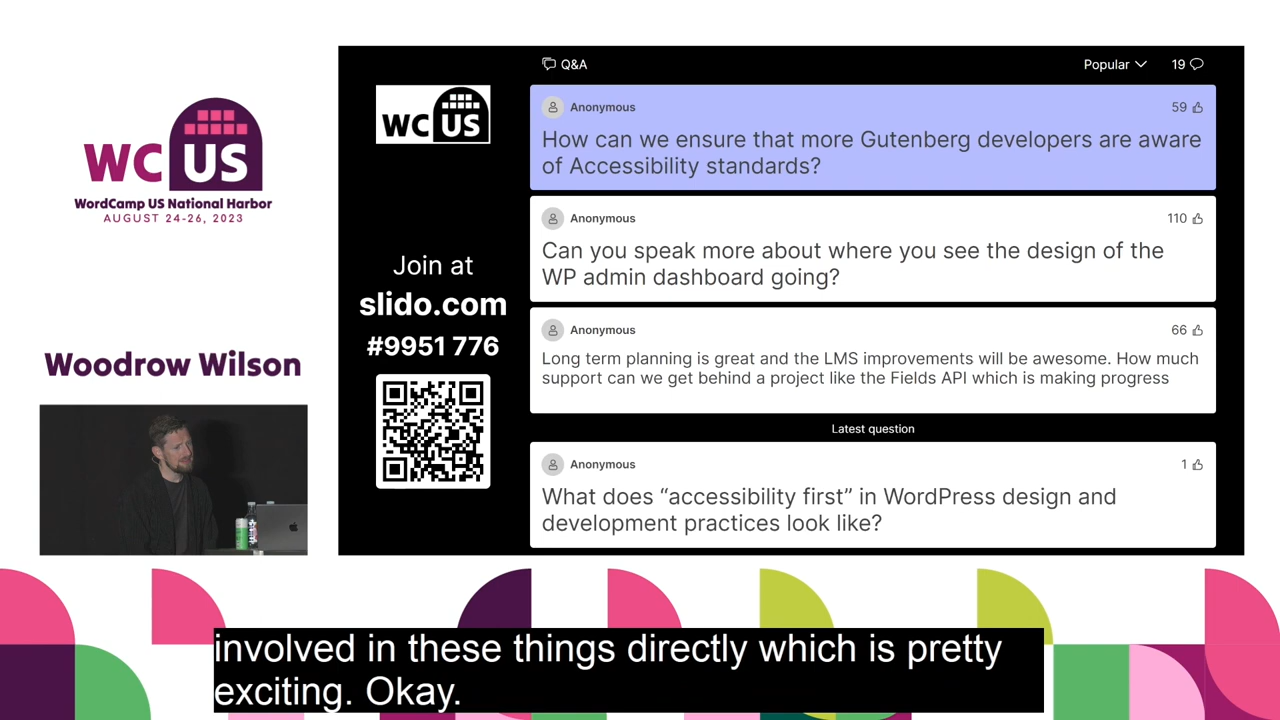 WC US
WordCamp US National Harbor
AUGUST 24-26, 2023
Woodrow Wilson
WC US
Join at
slido.com
#9951 776
Q&A
Popular
19
Anonymous
59
How can we ensure that more Gutenberg developers are aware
of Accessibility standards?
Anonymous
110
Can you speak more about where you see the design of the
WP admin dashboard going?
Anonymous
66
Long term planning is great and the LMS improvements will be awesome. How much
support can we get behind a project like the Fields API which is making progress
Latest question
Anonymous
1
What does “accessibility first” in WordPress design and
development practices look like?
involved in these things directly which is pretty
exciting. Okay.